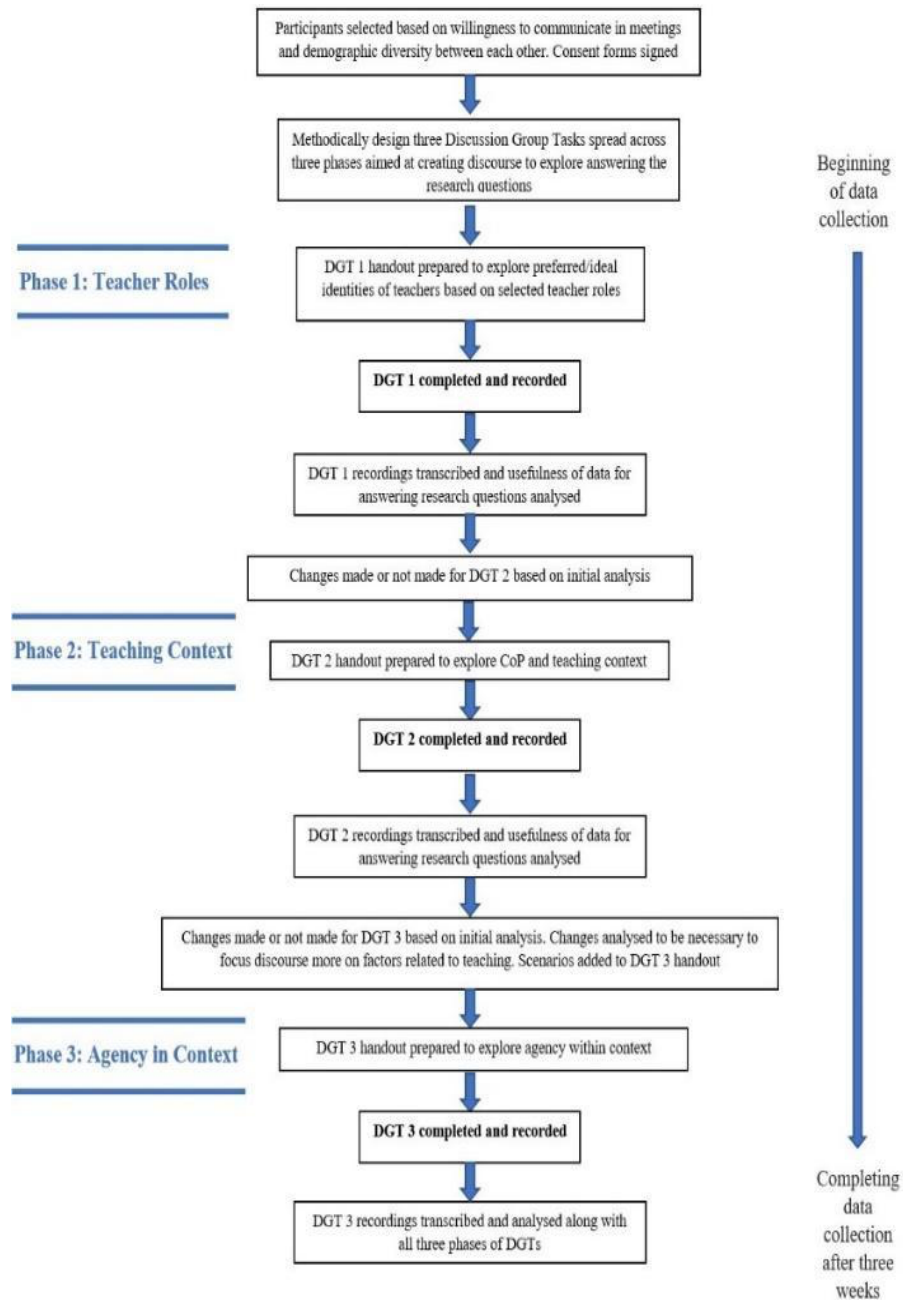 Participants selected based on willingness to communicate in meetings
and demographic diversity between each other. Consent forms signed
Methodically design three Discussion Group Tasks spread across
three phases aimed at creating discourse to explore answering the
research questions
Beginning
of data
collection
Phase 1: Teacher Roles
DGT 1 handout prepared to explore preferred/ideal
identities of teachers based on selected teacher roles
DGT 1 completed and recorded
DGT 1 recordings transcribed and usefulness of data for
answering research questions analysed
Changes made or not made for DGT 2 based on initial analysis
Phase 2: Teaching Context
DGT 2 handout prepared to explore CoP and teaching context
DGT 2 completed and recorded
DGT 2 recordings transcribed and usefulness of data for
answering research questions analysed
Changes made or not made for DGT 3 based on initial analysis. Changes analysed to be necessary to
focus discourse more on factors related to teaching. Scenarios added to DGT 3 handout
Phase 3: Agency in Context
DGT 3 handout prepared to explore agency within context
DGT 3 completed and recorded
DGT 3 recordings transcribed and analysed along with
all three phases of DGTs
Completing
data
collection
after three
weeks